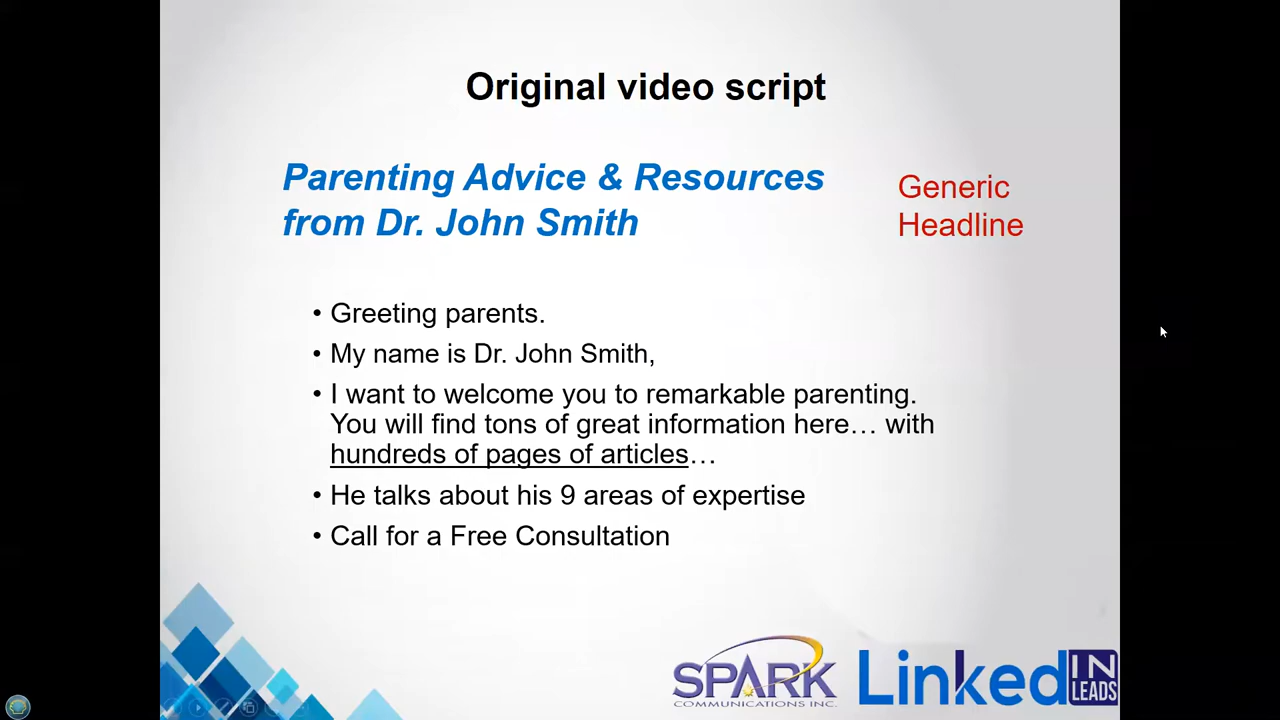 Original video script
Parenting Advice & Resources
from Dr. John Smith
Generic
Headline
• Greeting parents.
• My name is Dr. John Smith,
• I want to welcome you to remarkable parenting.
You will find tons of great information here… with
hundreds of pages of articles…
• He talks about his 9 areas of expertise
• Call for a Free Consultation
SPARK
COMMUNICATIONS INC.
Linked IN
LEADS